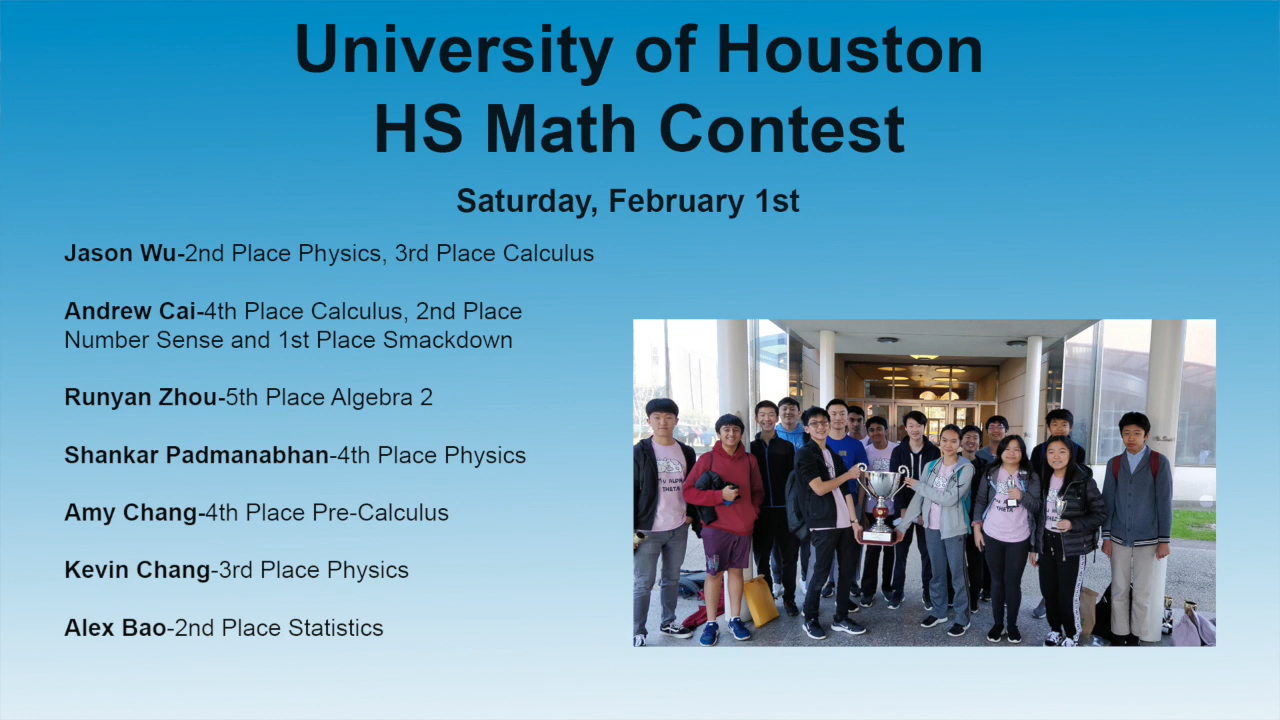 University of Houston
HS Math Contest
Saturday, February 1st
Jason Wu-2nd Place Physics, 3rd Place Calculus
Andrew Cai-4th Place Calculus, 2nd Place
Number Sense and 1st Place Smackdown
Runyan Zhou-5th Place Algebra 2
Shankar Padmanabhan-4th Place Physics
Amy Chang-4th Place Pre-Calculus
Kevin Chang-3rd Place Physics
Alex Bao-2nd Place Statistics
MU ALPHA
THETA